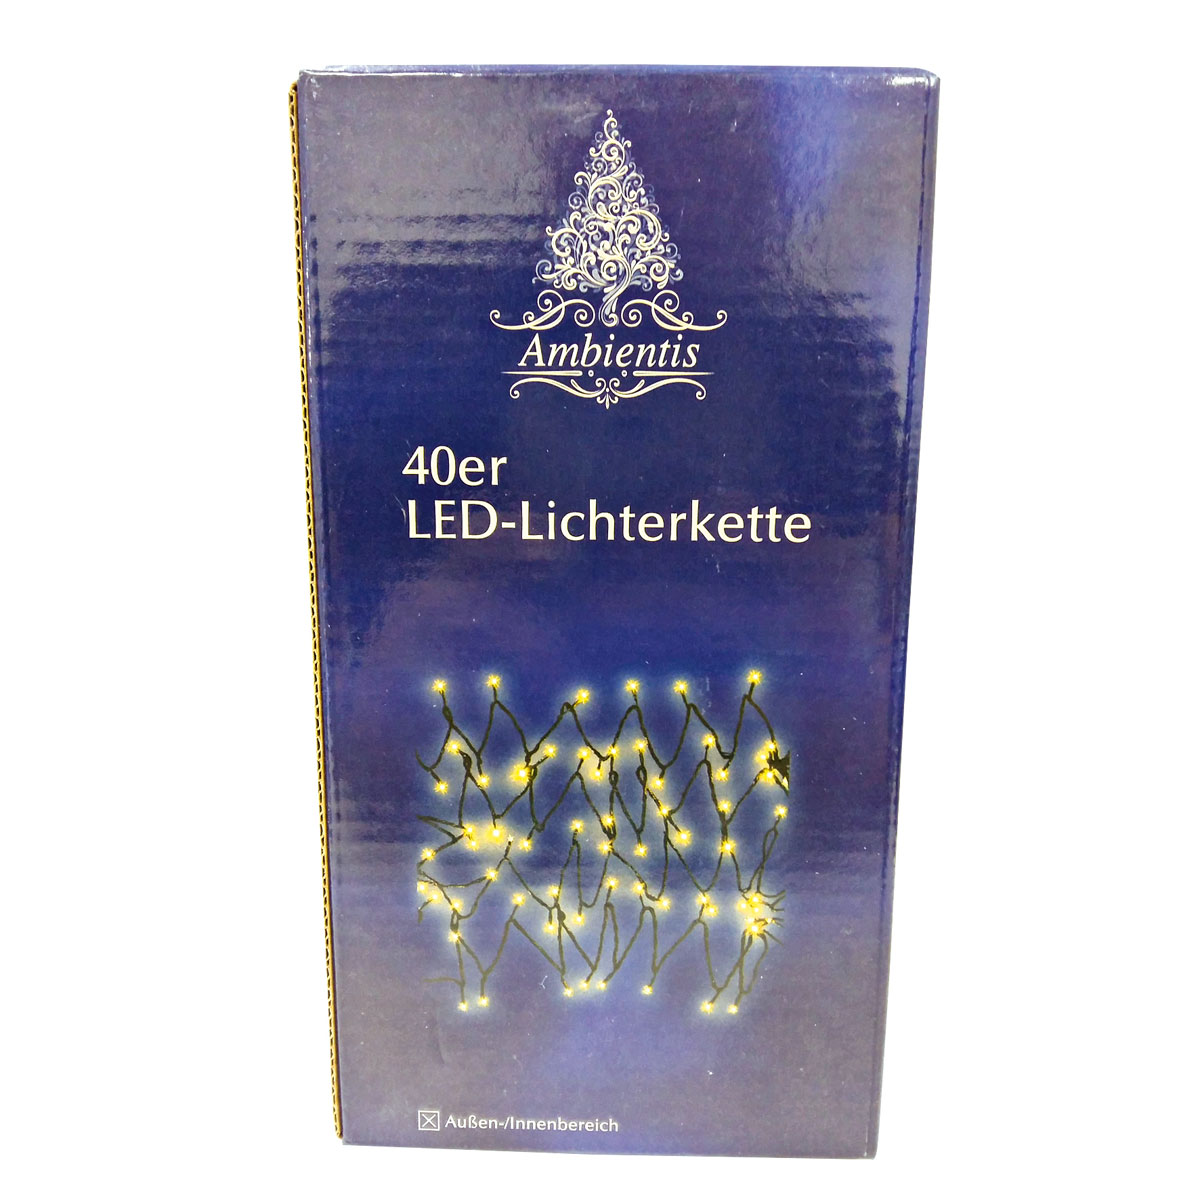 Ambientis
40er
LED-Lichterkette
Außen-/Innenbereich